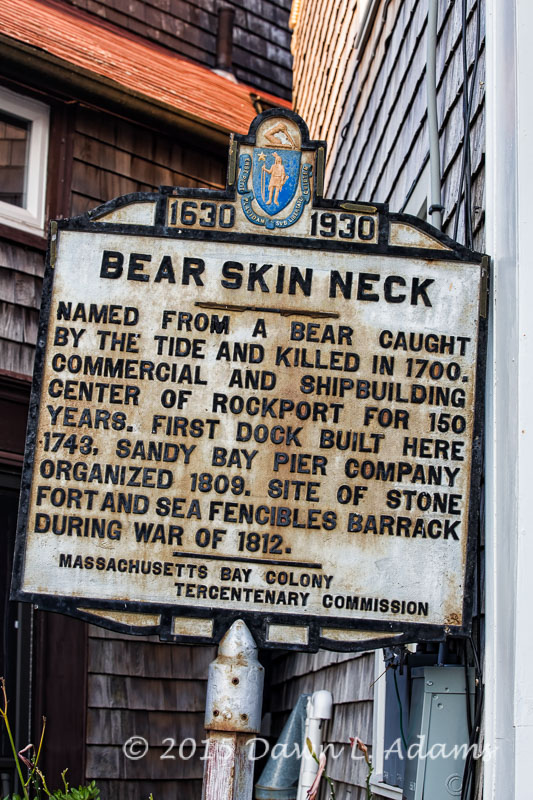 1630 1930
BEAR SKIN NECK
NAMED FROM A BEAR CAUGHT
BY THE TIDE AND KILLED IN 1700.
COMMERCIAL AND SHIPBUILDING
CENTER OF ROCKPORT FOR 150
YEARS. FIRST DOCK BUILT HERE
1743, SANDY BAY PIER COMPANY
ORGANIZED 1809. SITE OF STONE
FORT AND SEA FENCIBLES BARRACK
DURING WAR OF 1812.
MASSACHUSETTS BAY COLONY
TERCENTENARY COMMISSION
© 2015 Dawn L. Adams